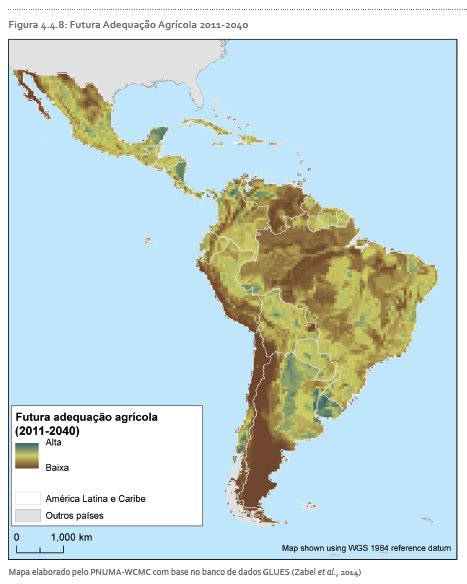 Figura 4.4.8: Futura Adequação Agrícola 2011-2040
Futura adequação agrícola
(2011-2040)
Alta
Baixa
América Latina e Caribe
Outros países
0 1,000 km
Map shown using WGS 1984 reference datum
Mapa elaborado pelo PNUMA-WCMC com base no banco de dados GLUES (Zabel et al., 2014)